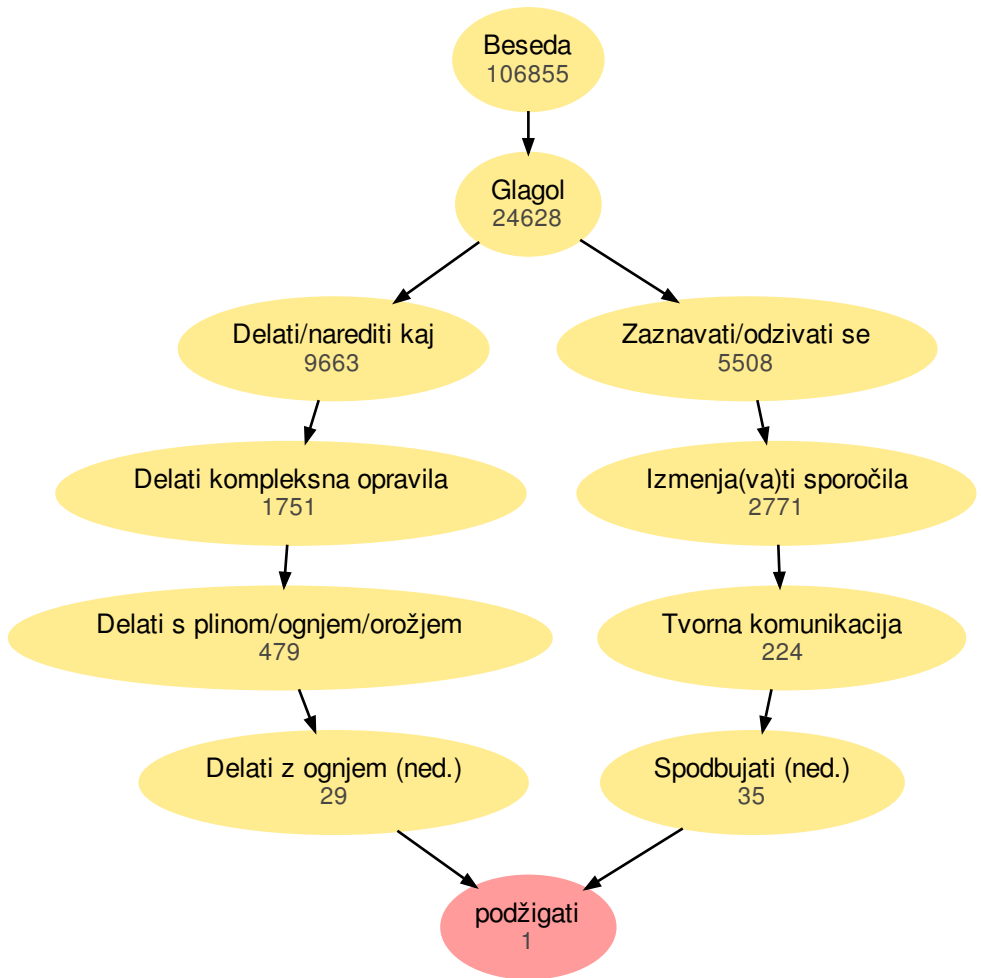 Beseda
106855
Glagol
24628
Delati/narediti kaj
9663
Zaznavati/odzivati se
5508
Delati kompleksna opravila
1751
Izmenja(va)ti sporočila
2771
Delati s plinom/ognjem/orožjem
479
Tvorna komunikacija
224
Delati z ognjem (ned.)
29
Spodbujati (ned.)
35
podžigati
1